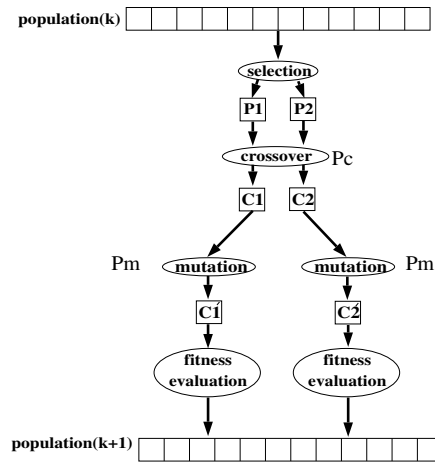 population(k)
selection
P1 P2
crossover Pc
C1 C2
Pm mutation mutation Pm
C1́ C2́
fitness evaluation fitness evaluation
population(k+1)